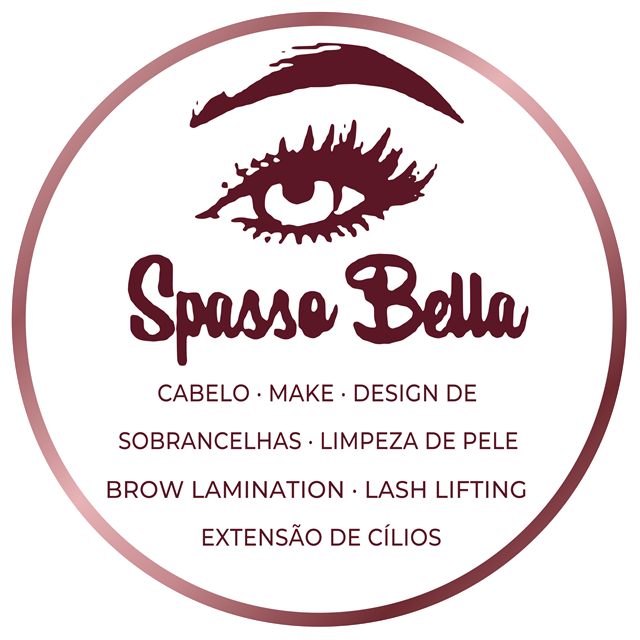 Spasso Bella
CABELO · MAKE · DESIGN DE
SOBRANCELHAS · LIMPEZA DE PELE
BROW LAMINATION · LASH LIFTING
EXTENSÃO DE CÍLIOS